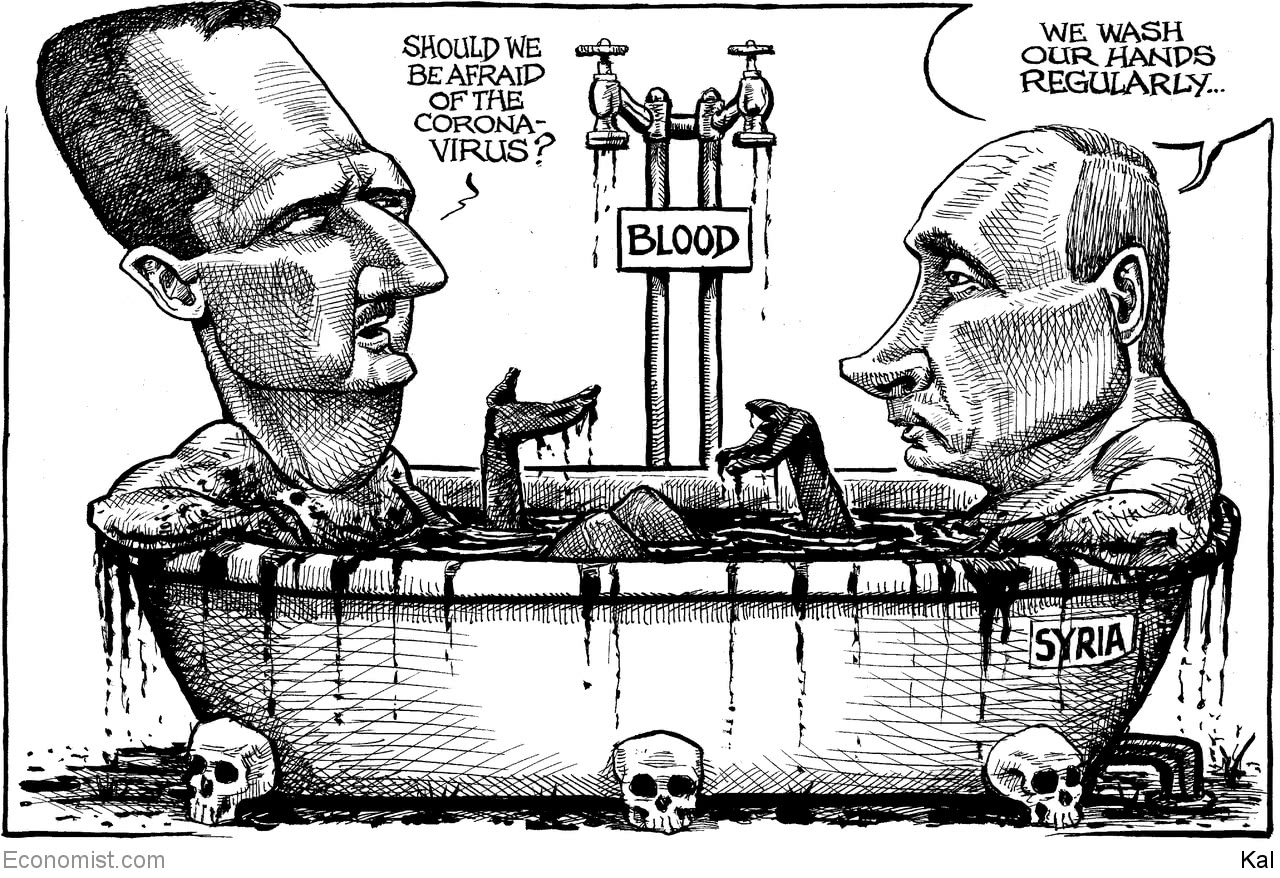 SHOULD WE
BE AFRAID
OF THE
CORONA-
VIRUS?
WE WASH
OUR HANDS
REGULARLY...
BLOOD
SYRIA
Economist.com
Kal